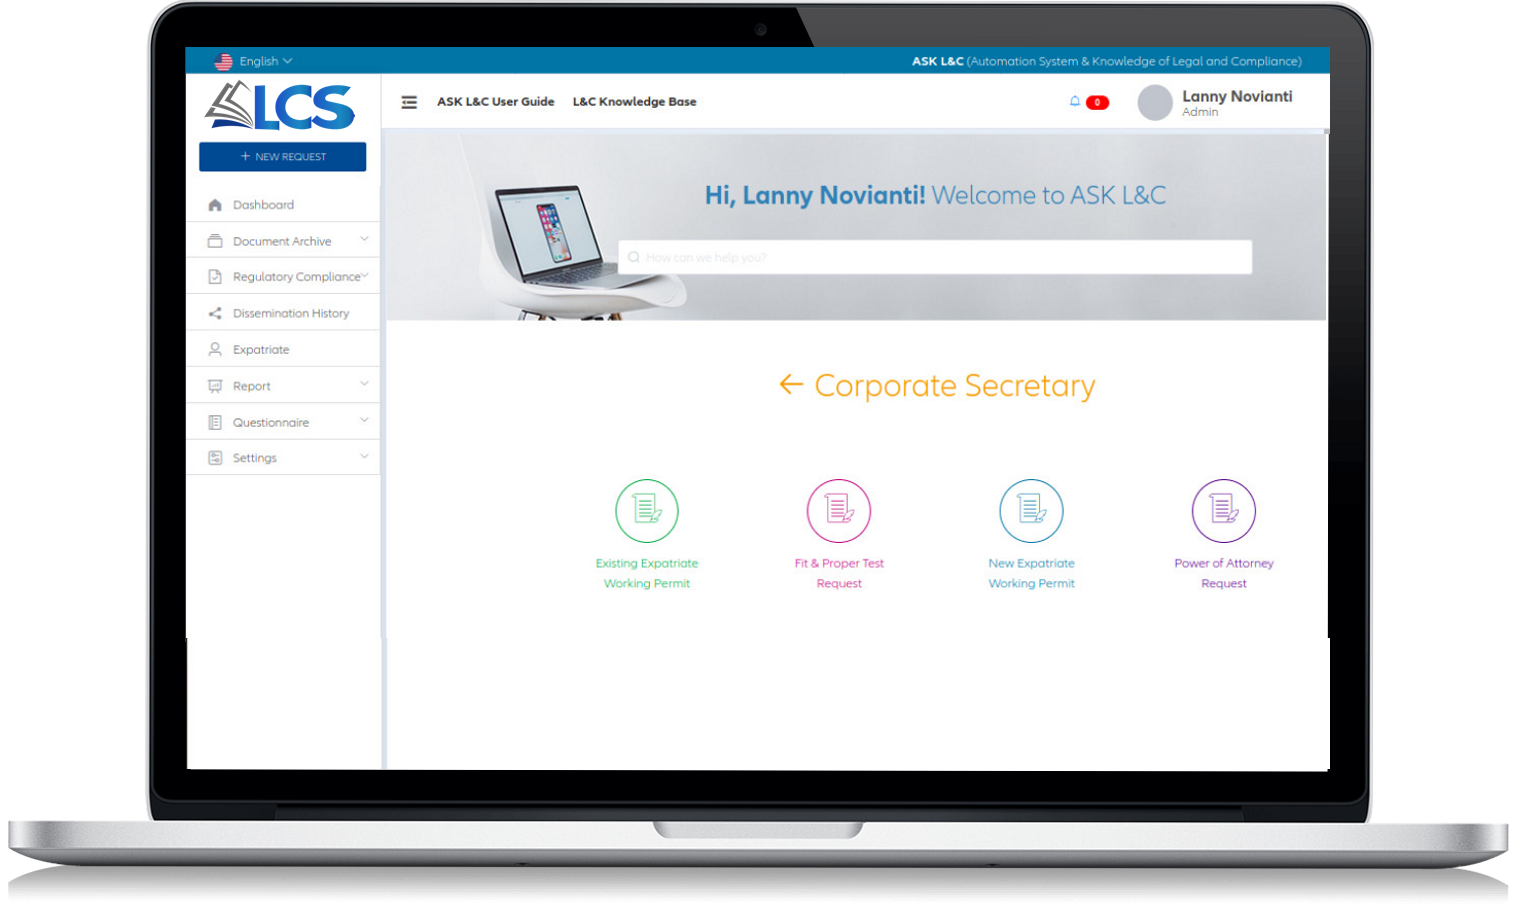 English
ASK L&C (Automation System & Knowledge of Legal and Compliance)
LCS
ASK L&C User Guide
L&C Knowledge Base
0
Lanny Novianti
Admin
+ NEW REQUEST
Dashboard
Document Archive
Regulatory Compliance
Dissemination History
Expatriate
Report
Questionnaire
Settings
Hi, Lanny Novianti! Welcome to ASK L&C
How can we help you?
← Corporate Secretary
Existing Expatriate
Working Permit
Fit & Proper Test
Request
New Expatriate
Working Permit
Power of Attorney
Request